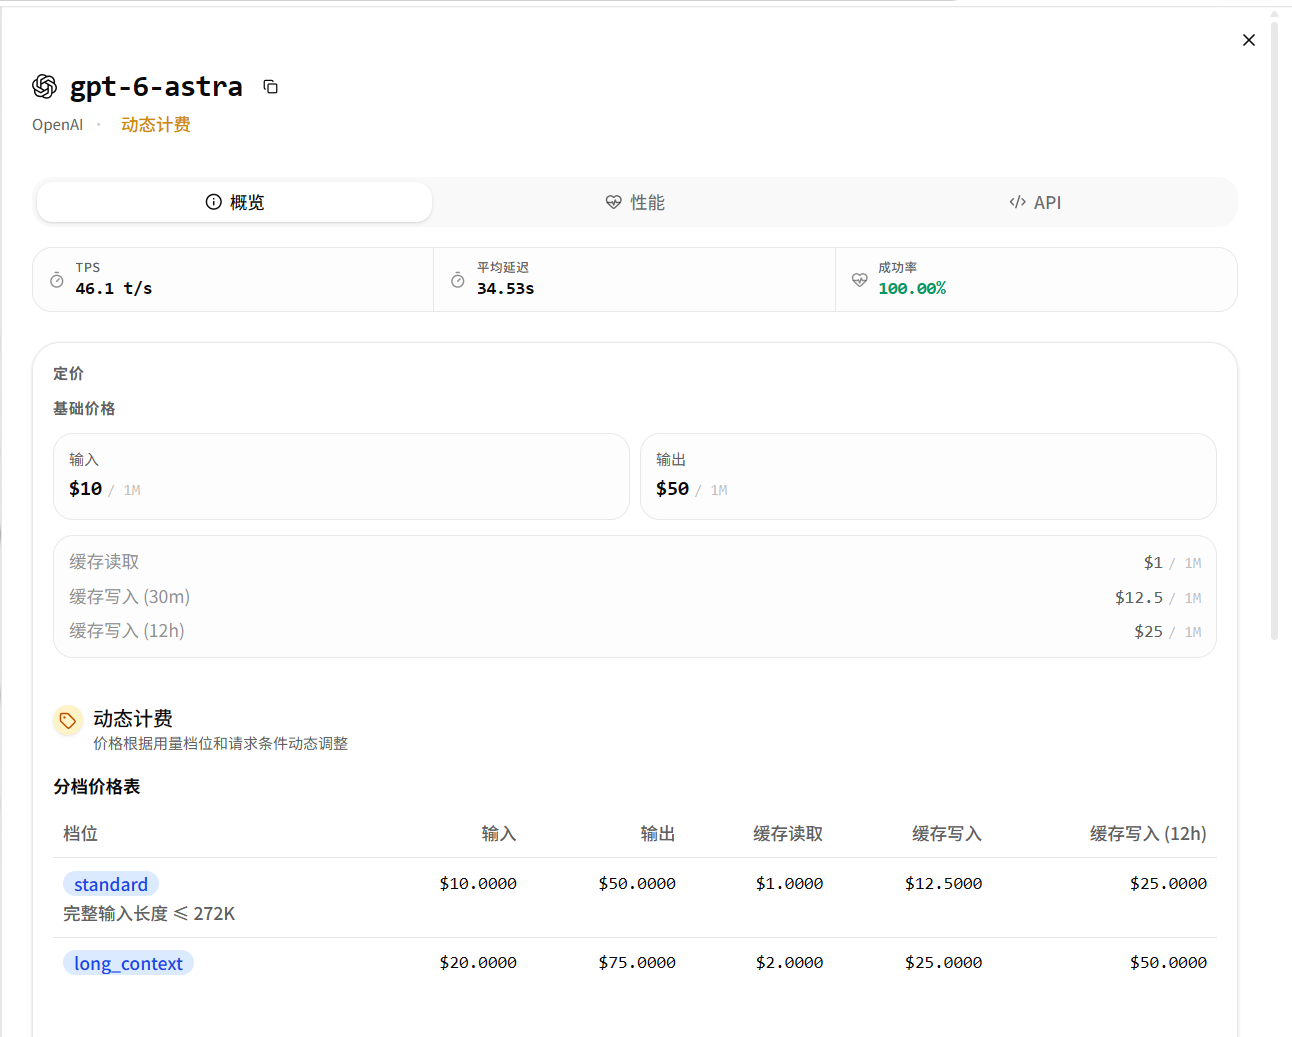 gpt-6-astra
OpenAI · 动态计费
概览 性能 API
TPS 平均延迟 成功率
46.1 t/s 34.53s 100.00%
定价
基础价格
输入 输出
$10 / 1M $50 / 1M
缓存读取 $1 / 1M
缓存写入 (30m) $12.5 / 1M
缓存写入 (12h) $25 / 1M
动态计费
价格根据用量档位和请求条件动态调整
分档价格表
档位 输入 输出 缓存读取 缓存写入 缓存写入 (12h)
standard $10.0000 $50.0000 $1.0000 $12.5000 $25.0000
完整输入长度 ≤ 272K
long_context $20.0000 $75.0000 $2.0000 $25.0000 $50.0000